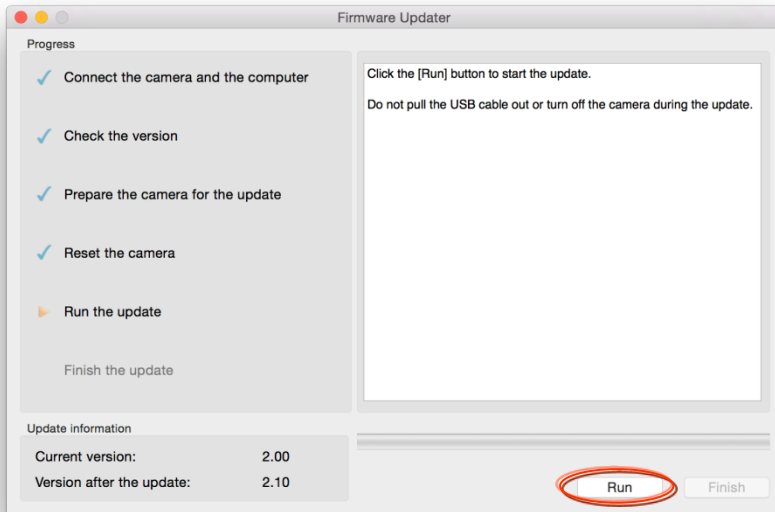 Firmware Updater
Progress
Connect the camera and the computer
Check the version
Prepare the camera for the update
Reset the camera
Run the update
Finish the update
Click the [Run] button to start the update.
Do not pull the USB cable out or turn off the camera during the update.
Update information
Current version: 2.00
Version after the update: 2.10
Run
Finish